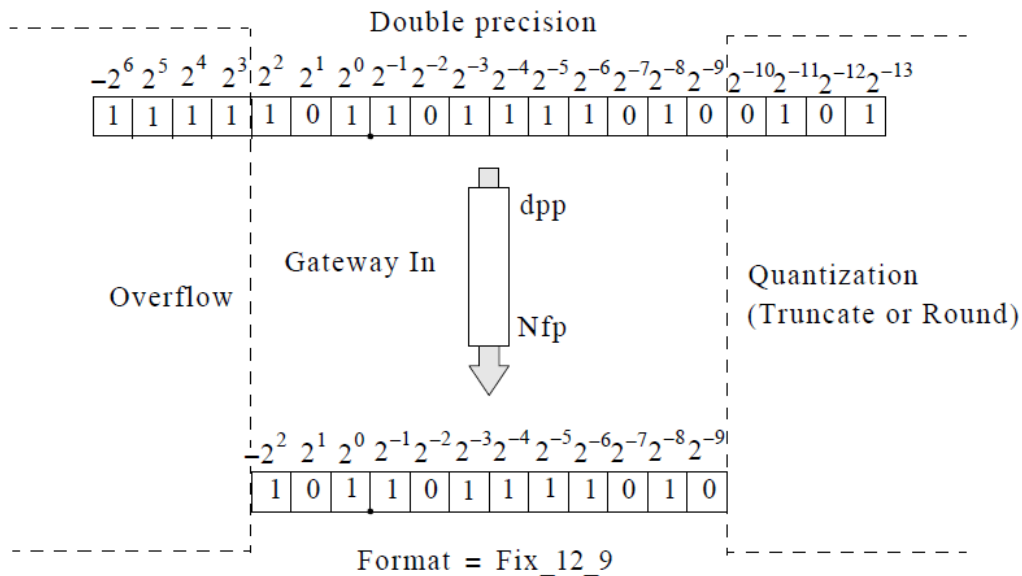 Double precision
−2^6 2^5 2^4 2^3 2^2 2^1 2^0 2^−1 2^−2 2^−3 2^−4 2^−5 2^−6 2^−7 2^−8 2^−9 2^−10 2^−11 2^−12 2^−13
1 1 1 1 1 0 1 1 0 1 1 1 1 0 1 0 0 1 0 1
dpp
Gateway In
Overflow
Nfp
Quantization
(Truncate or Round)
−2^2 2^1 2^0 2^−1 2^−2 2^−3 2^−4 2^−5 2^−6 2^−7 2^−8 2^−9
1 0 1 1 0 1 1 1 1 0 1 0
Format = Fix_12_9